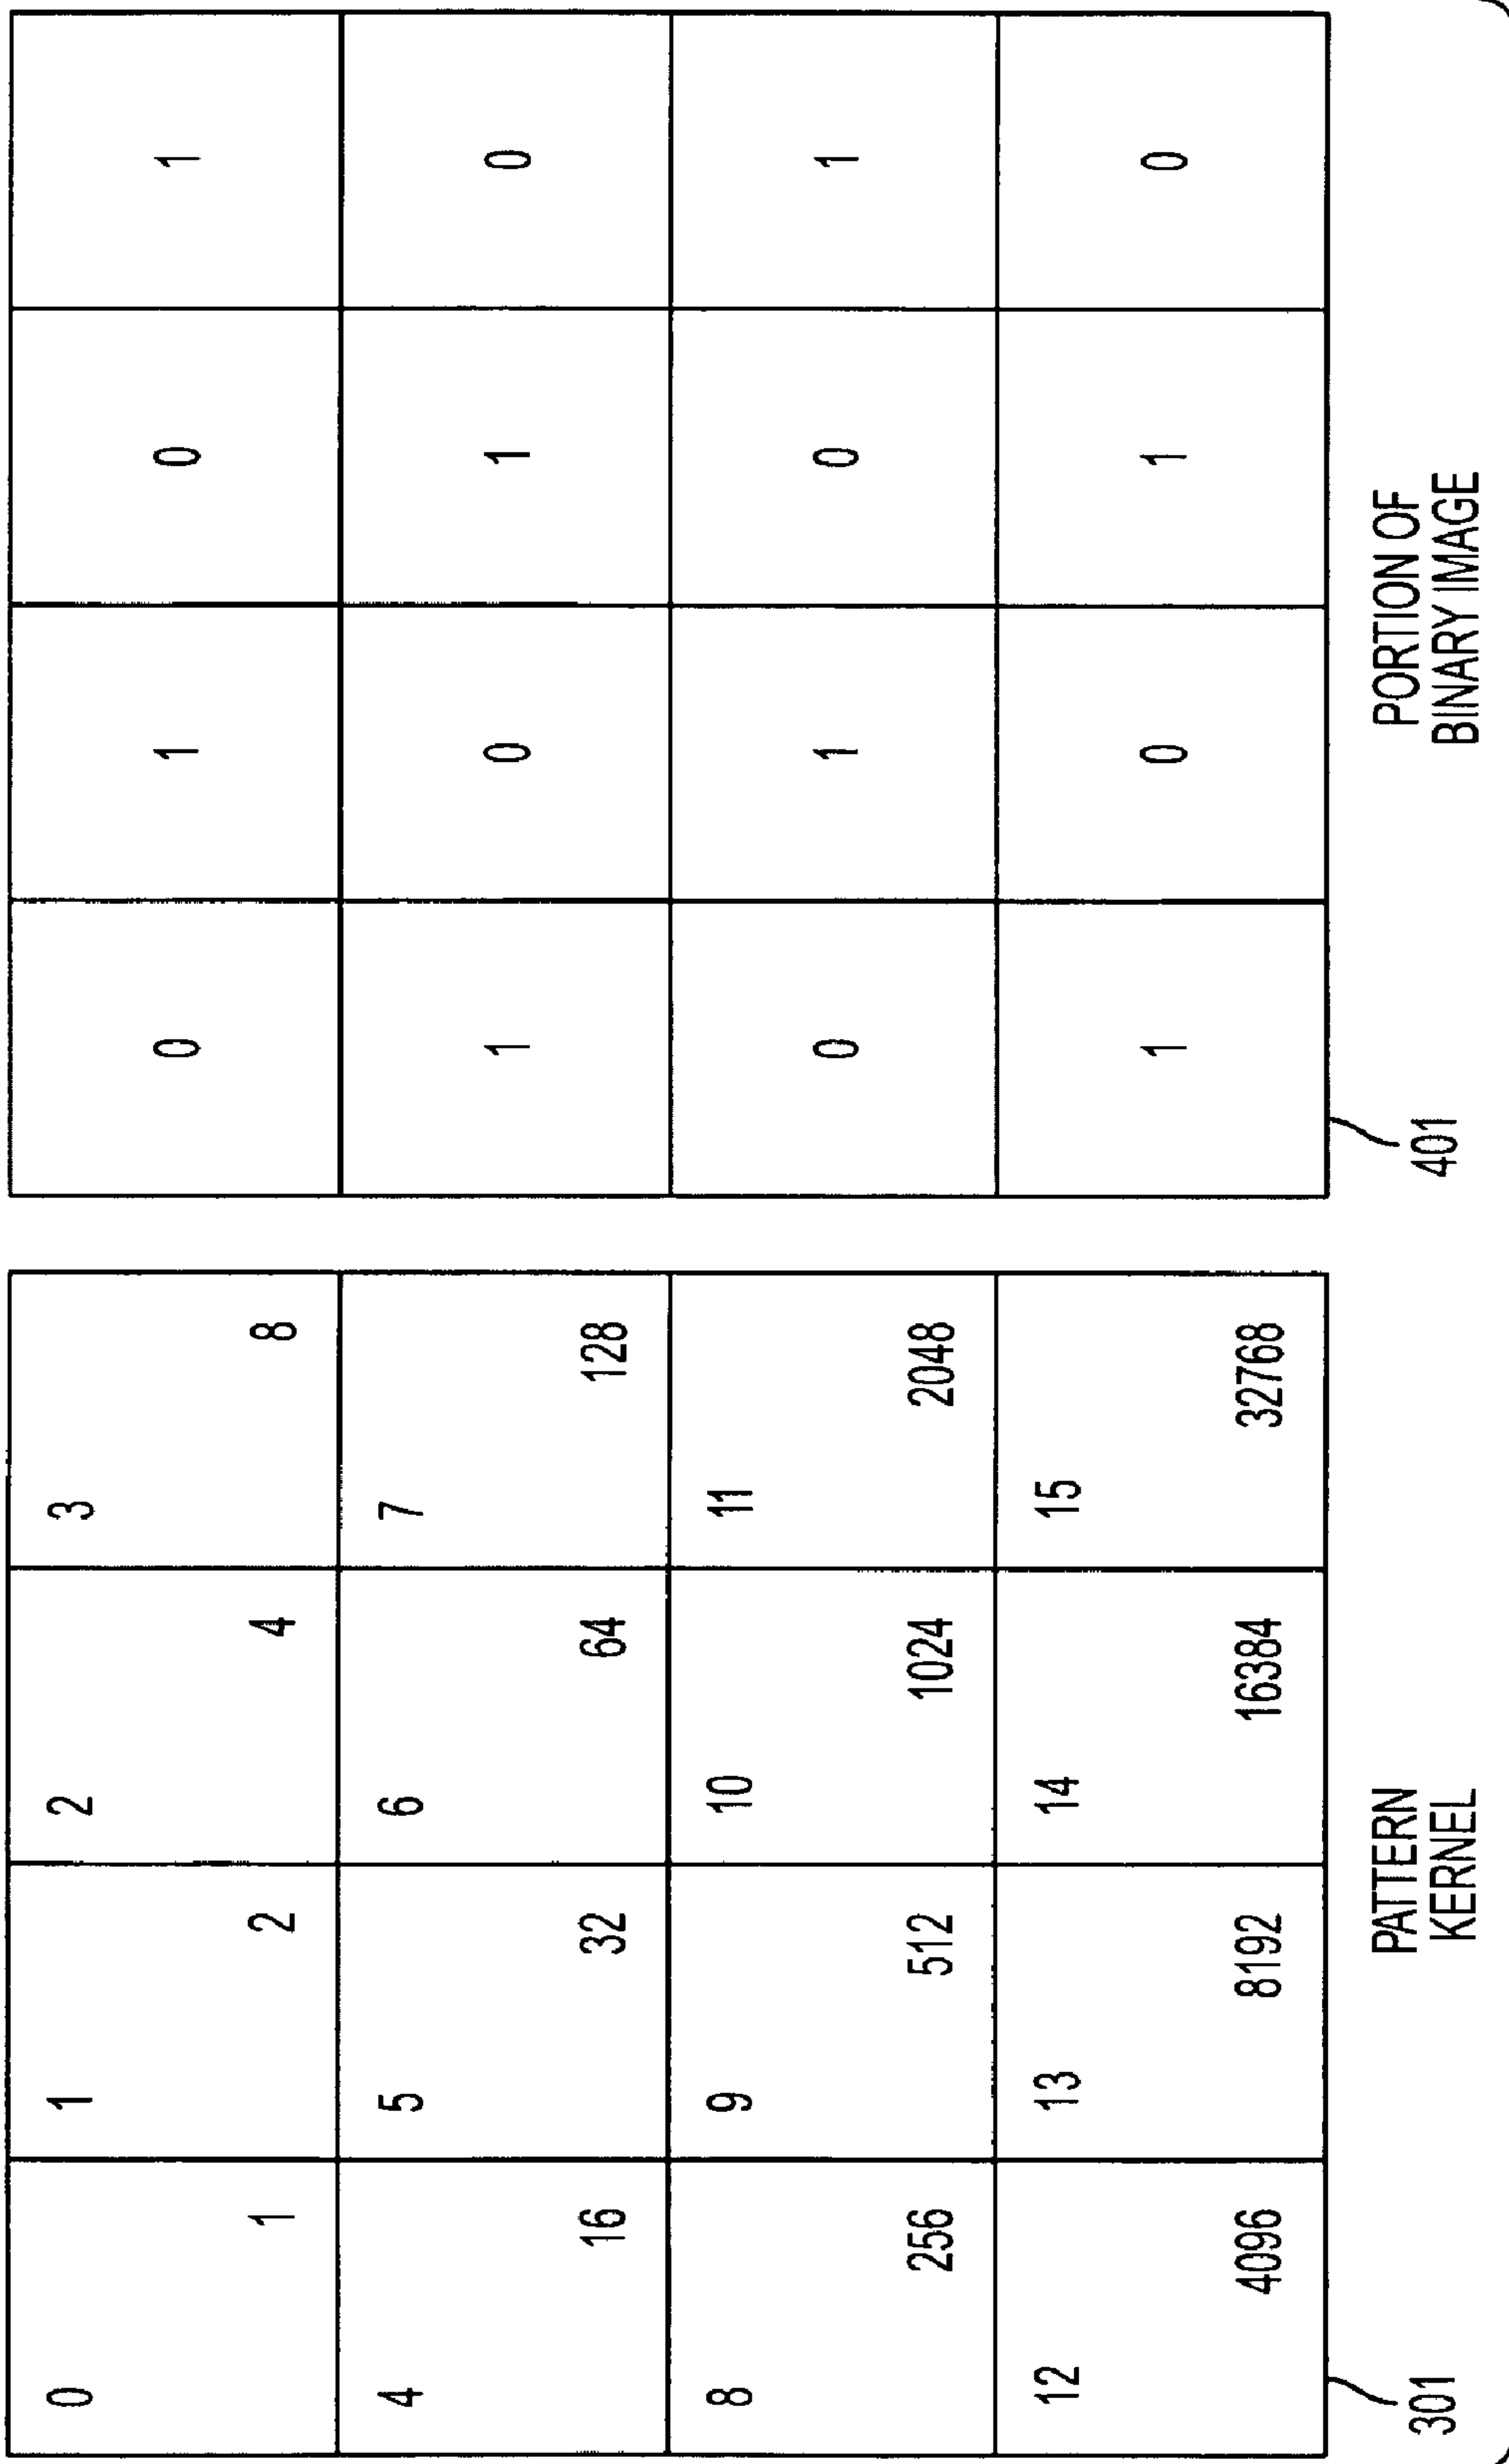 0 1 2 3
1 2 4 8
4 5 6 7
16 32 64 128
8 9 10 11
256 512 1024 2048
12 13 14 15
4096 8192 16384 32768
301
PATTERN
KERNEL
0 1 0 1
1 0 1 0
0 1 0 1
1 0 1 0
401
PORTION OF
BINARY IMAGE